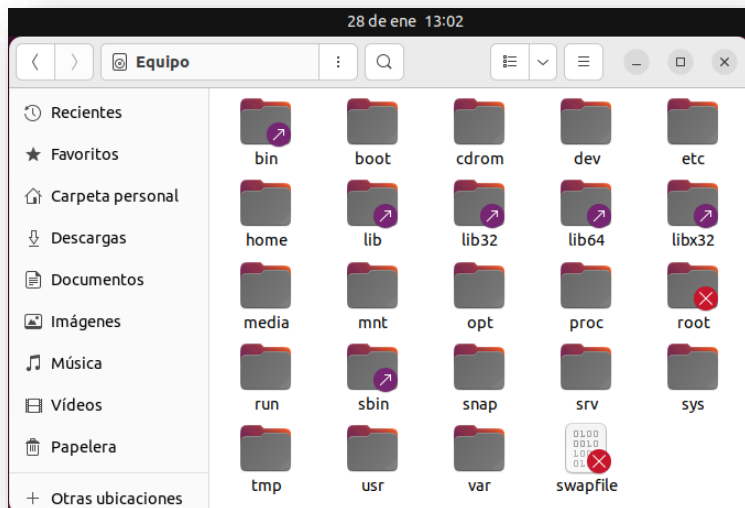 28 de ene 13:02
Equipo
Recientes
Favoritos
Carpeta personal
Descargas
Documentos
Imágenes
Música
Vídeos
Papelera
+ Otras ubicaciones
bin boot cdrom dev etc
home lib lib32 lib64 libx32
media mnt opt proc root
run sbin snap srv sys
tmp usr var swapfile